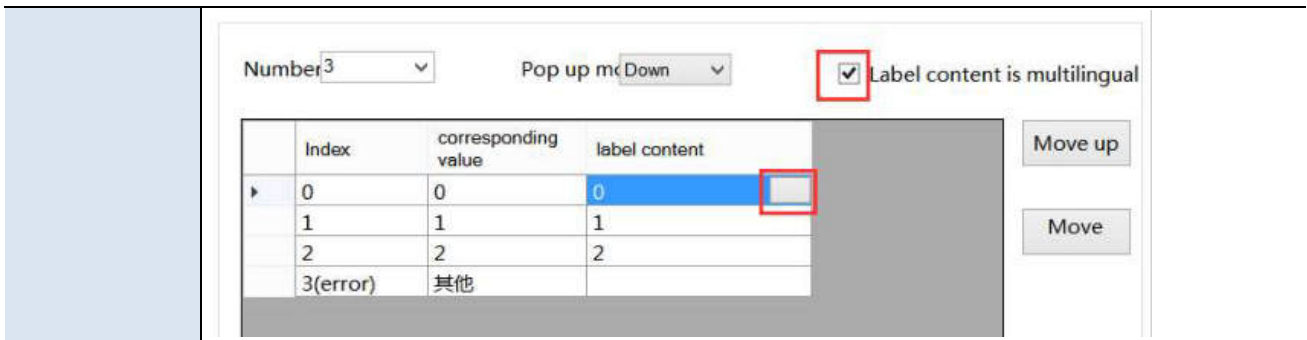 Number 3 Pop up mo Down Label content is multilingual
Index corresponding value label content
Move up
0 0 0
1 1 1
Move
2 2 2
3(error) 其他